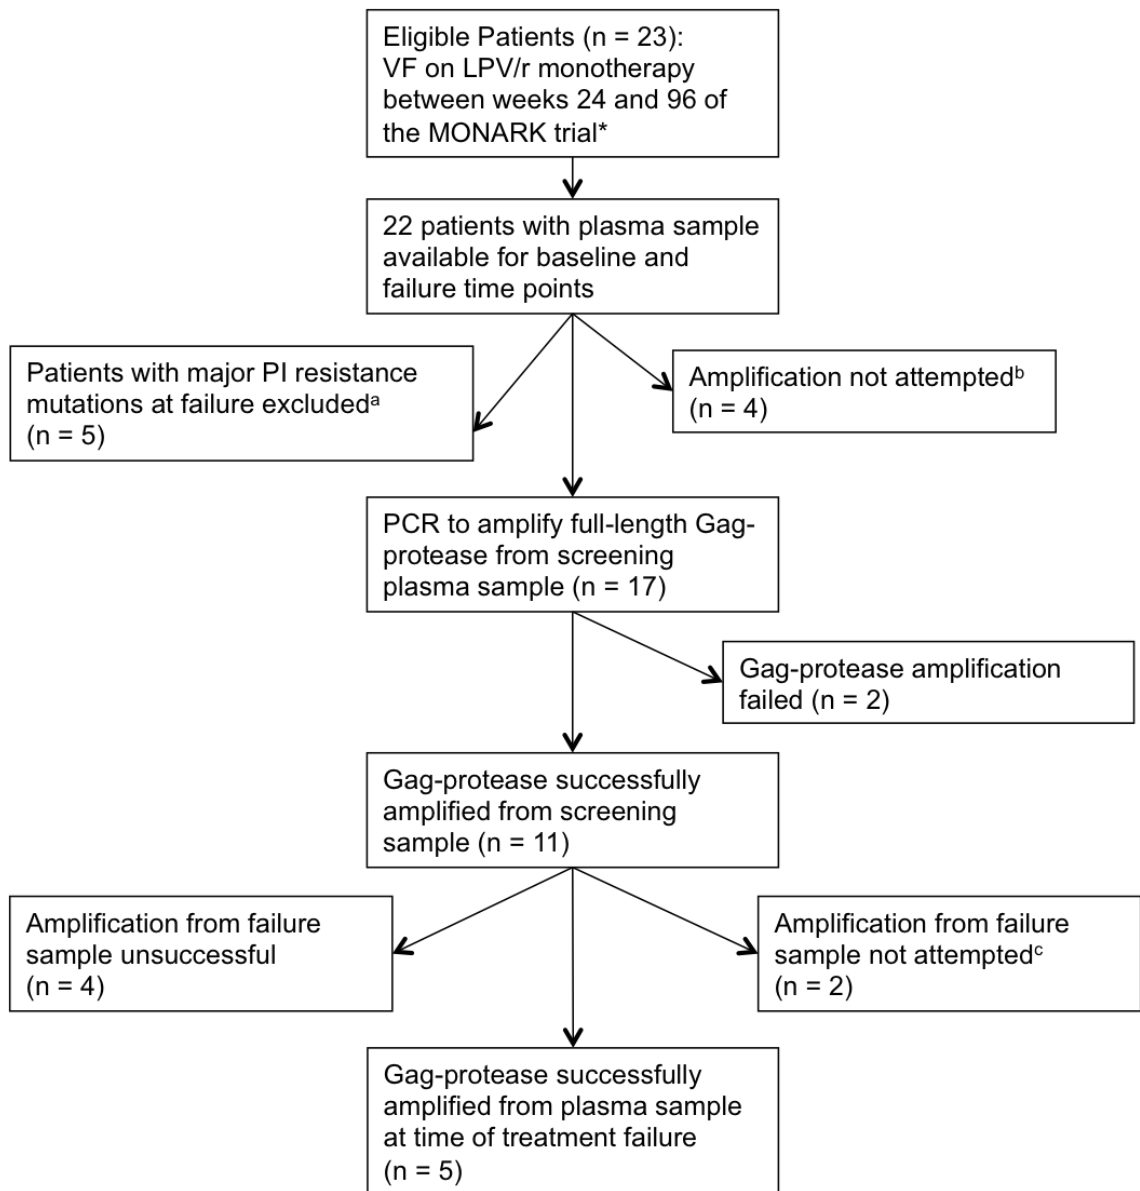 Eligible Patients (n = 23):
VF on LPV/r monotherapy
between weeks 24 and 96 of
the MONARK trial*
22 patients with plasma sample
available for baseline and
failure time points
Patients with major PI resistance
mutations at failure excludedᵃ
(n = 5)
Amplification not attemptedᵇ
(n = 4)
PCR to amplify full-length Gag-
protease from screening
plasma sample (n = 17)
Gag-protease amplification
failed (n = 2)
Gag-protease successfully
amplified from screening
sample (n = 11)
Amplification from failure
sample unsuccessful
(n = 4)
Amplification from failure
sample not attemptedᶜ
(n = 2)
Gag-protease successfully
amplified from plasma sample
at time of treatment failure
(n = 5)